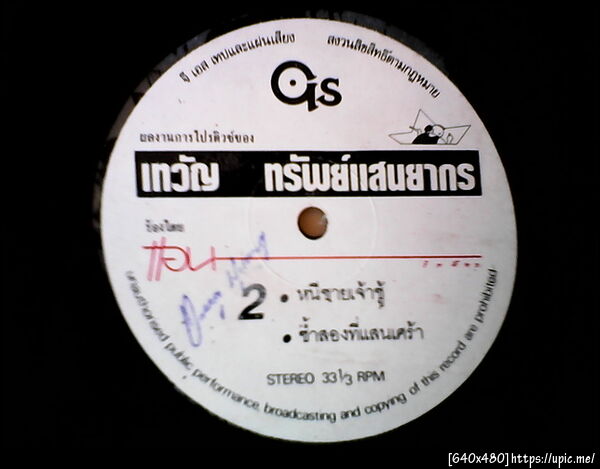 จี เอส เทปและแผ่นเสียง สงวนลิขสิทธิ์ตามกฎหมาย
Gs
ผลงานการโปรดิวซ์ของ
เทวัญ ทรัพย์แสนยากร
ร้องโดย
แอน
2 • หนีชายเจ้าชู้
• ช้ำสองที่แสนเศร้า
STEREO 33 1/3 RPM
unauthorised public performance, broadcasting and copying of this record are prohibited
[640x480]https://upic.me/